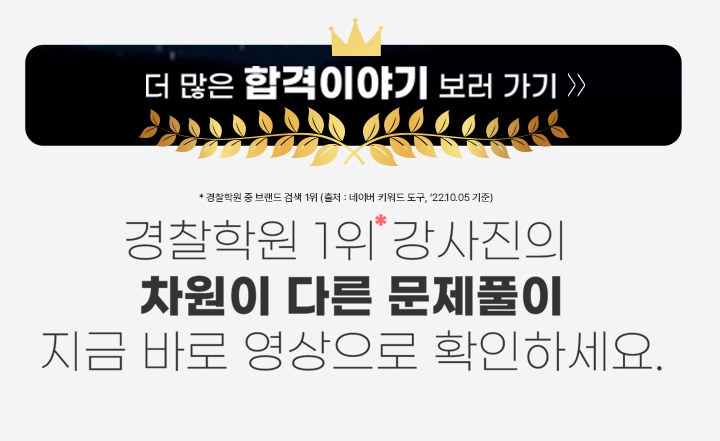 더 많은 합격이야기 보러 가기 >>
* 경찰학원 중 브랜드 검색 1위 (출처 : 네이버 키워드 도구, '22.10.05 기준)
경찰학원 1위* 강사진의
차원이 다른 문제풀이
지금 바로 영상으로 확인하세요.